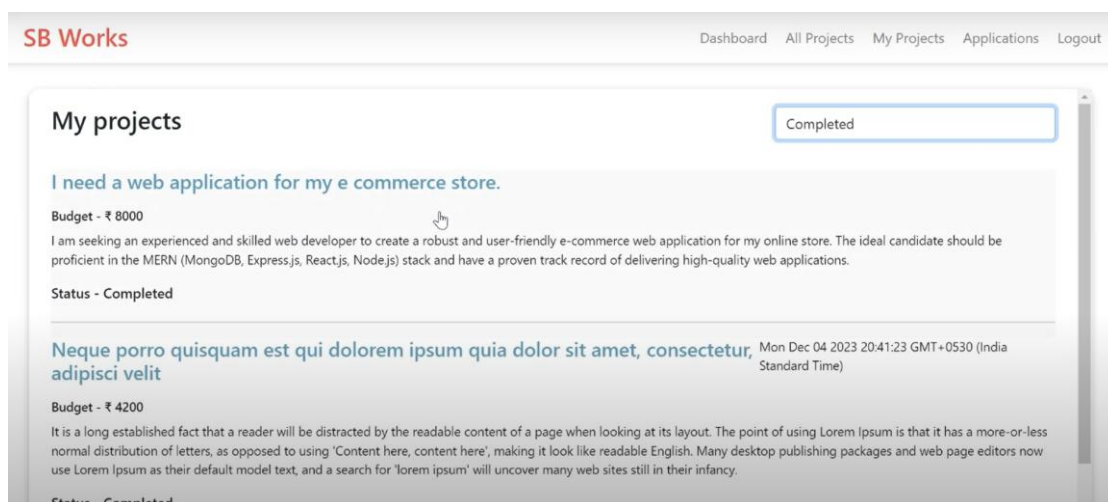 SB Works
Dashboard All Projects My Projects Applications Logout
My projects
Completed
I need a web application for my e commerce store.
Budget - ₹ 8000
I am seeking an experienced and skilled web developer to create a robust and user-friendly e-commerce web application for my online store. The ideal candidate should be
proficient in the MERN (MongoDB, Express.js, React.js, Node.js) stack and have a proven track record of delivering high-quality web applications.
Status - Completed
Neque porro quisquam est qui dolorem ipsum quia dolor sit amet, consectetur,
adipisci velit
Mon Dec 04 2023 20:41:23 GMT+0530 (India
Standard Time)
Budget - ₹ 4200
It is a long established fact that a reader will be distracted by the readable content of a page when looking at its layout. The point of using Lorem Ipsum is that it has a more-or-less
normal distribution of letters, as opposed to using 'Content here, content here', making it look like readable English. Many desktop publishing packages and web page editors now
use Lorem Ipsum as their default model text, and a search for 'lorem ipsum' will uncover many web sites still in their infancy.
Status - Completed